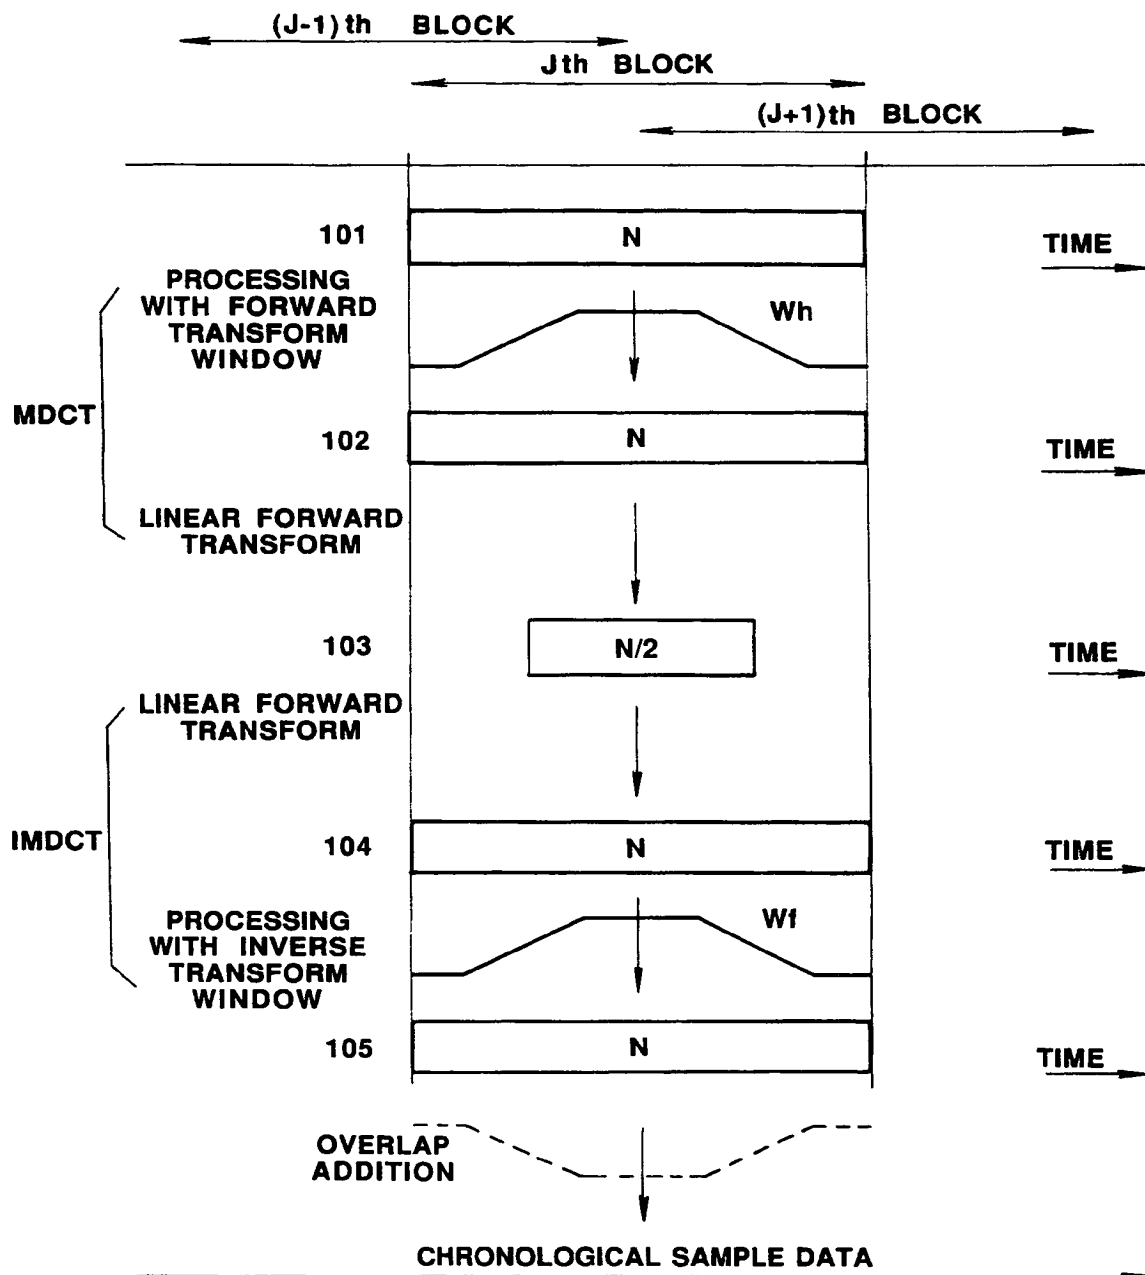 (J-1)th BLOCK
Jth BLOCK
(J+1)th BLOCK
101
N
TIME
PROCESSING
WITH FORWARD
TRANSFORM
WINDOW
Wh
MDCT
102
N
TIME
LINEAR FORWARD
TRANSFORM
103
N/2
TIME
LINEAR FORWARD
TRANSFORM
IMDCT
104
N
TIME
PROCESSING
WITH INVERSE
TRANSFORM
WINDOW
Wf
105
N
TIME
OVERLAP
ADDITION
CHRONOLOGICAL SAMPLE DATA